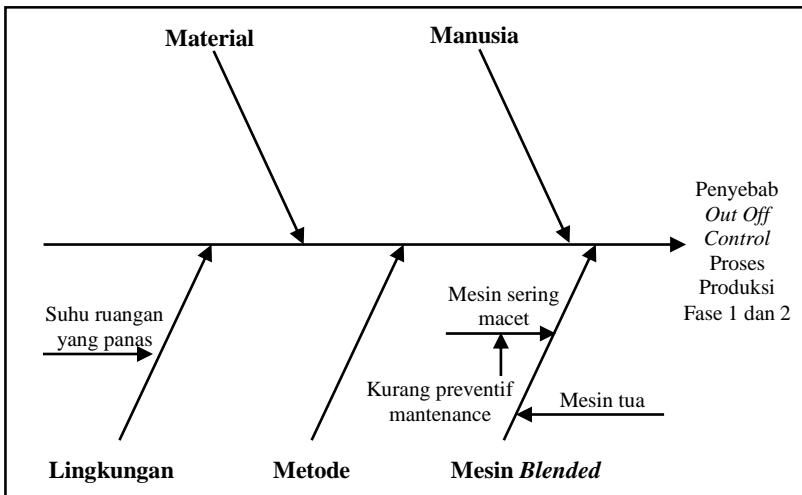 Material
Manusia
Penyebab
Out Off
Control
Proses
Produksi
Fase 1 dan 2
Mesin sering
macet
Suhu ruangan
yang panas
Kurang preventif
mantenance
Mesin tua
Lingkungan
Metode
Mesin Blended